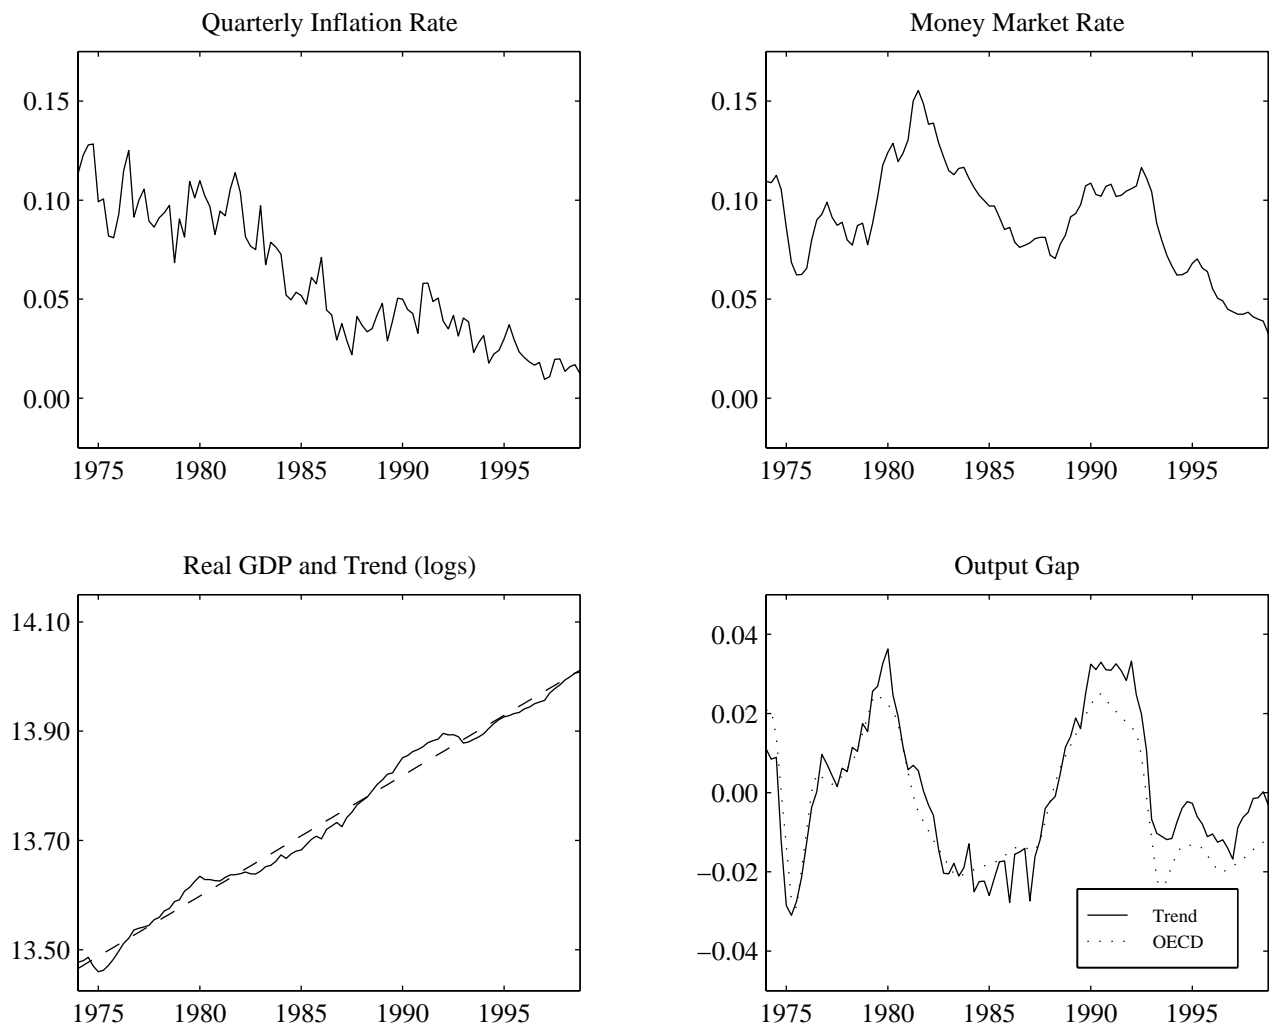 Quarterly Inflation Rate
0.15
0.10
0.05
0.00
1975 1980 1985 1990 1995
Money Market Rate
0.15
0.10
0.05
0.00
1975 1980 1985 1990 1995
Real GDP and Trend (logs)
14.10
13.90
13.70
13.50
1975 1980 1985 1990 1995
Output Gap
0.04
0.02
0.00
−0.02
−0.04
Trend
OECD
1975 1980 1985 1990 1995